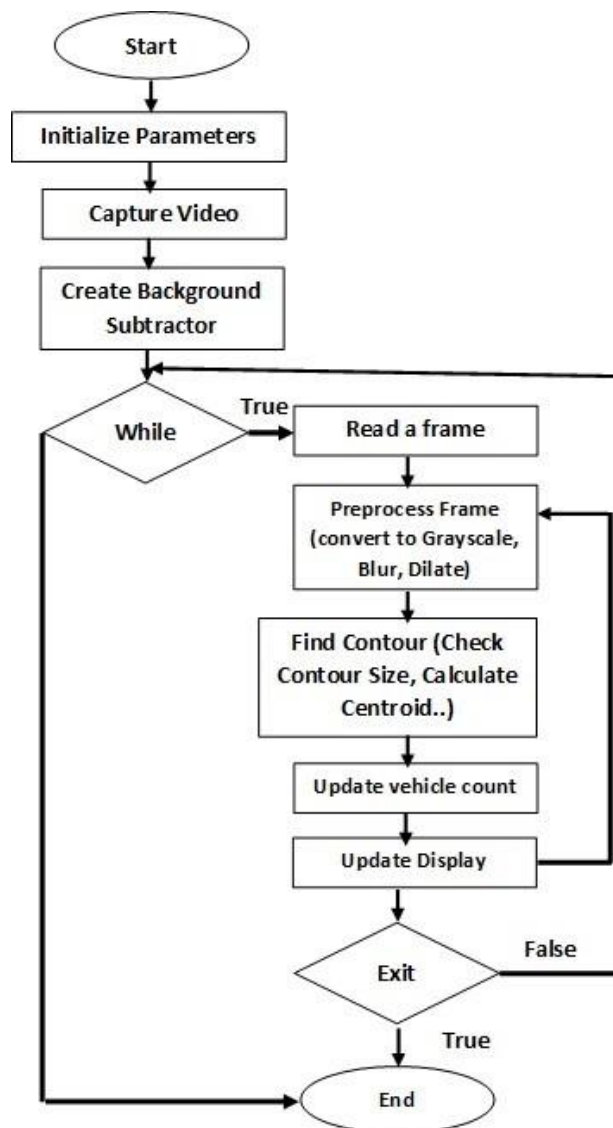 Start
Initialize Parameters
Capture Video
Create Background
Subtractor
While
True
Read a frame
Preprocess Frame
(convert to Grayscale,
Blur, Dilate)
Find Contour (Check
Contour Size, Calculate
Centroid..)
Update vehicle count
Update Display
Exit
False
True
End